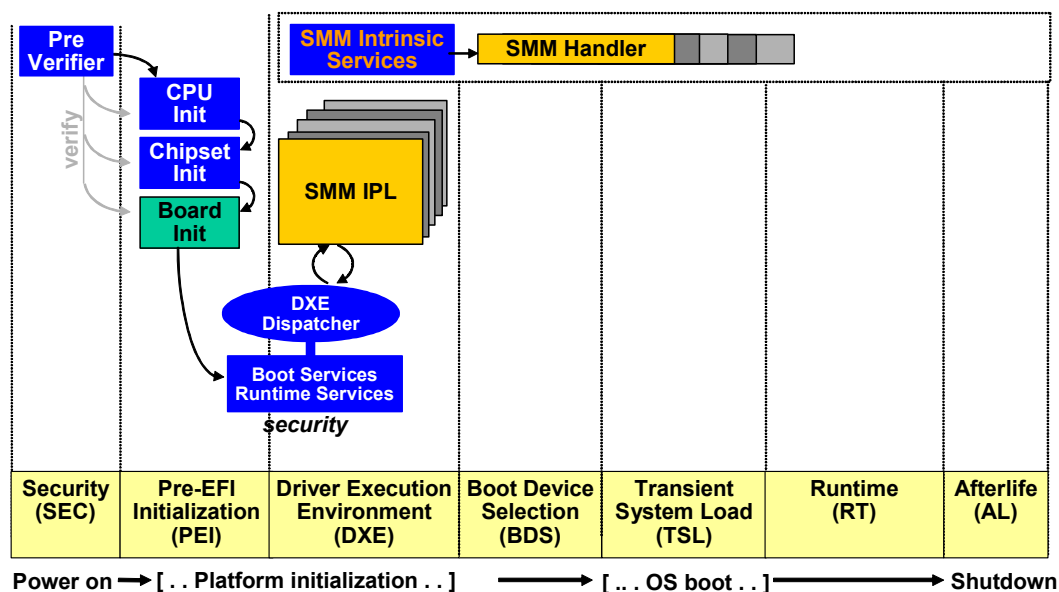 Pre
Verifier
SMM Intrinsic
Services
SMM Handler
CPU
Init
verify
Chipset
Init
SMM IPL
Board
Init
DXE
Dispatcher
Boot Services
Runtime Services
security
Security
(SEC)
Pre-EFI
Initialization
(PEI)
Driver Execution
Environment
(DXE)
Boot Device
Selection
(BDS)
Transient
System Load
(TSL)
Runtime
(RT)
Afterlife
(AL)
Power on [ . . Platform initialization . . ] [ .. . OS boot . . ] Shutdown